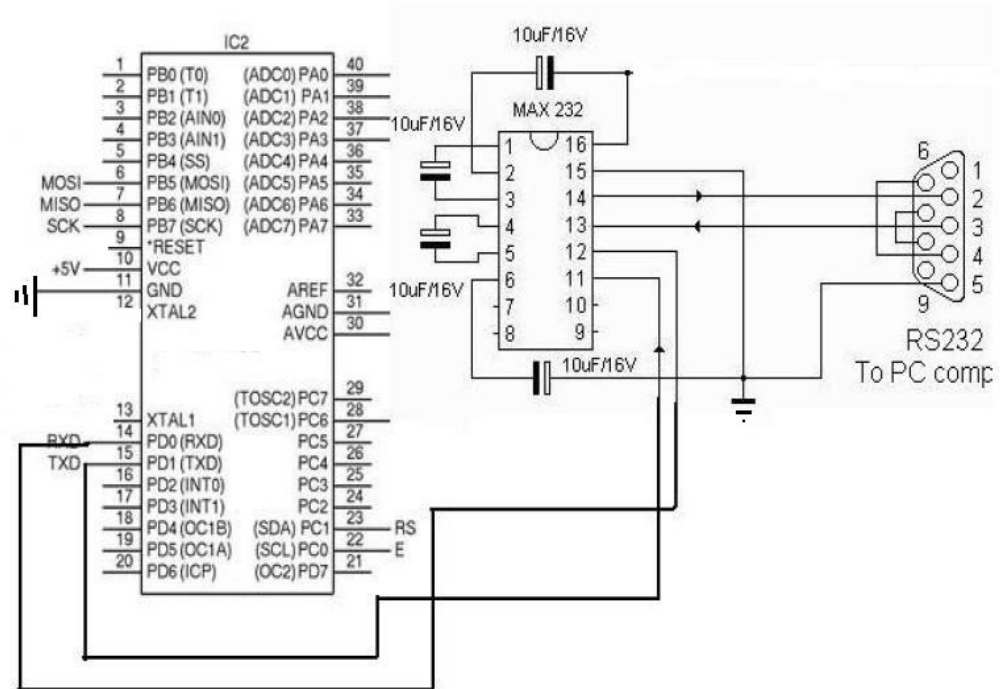 IC2
1 PB0 (T0) (ADC0) PA0 40
2 PB1 (T1) (ADC1) PA1 39
3 PB2 (AIN0) (ADC2) PA2 38
4 PB3 (AIN1) (ADC3) PA3 37
5 PB4 (SS) (ADC4) PA4 36
MOSI 6 PB5 (MOSI) (ADC5) PA5 35
MISO 7 PB6 (MISO) (ADC6) PA6 34
SCK 8 PB7 (SCK) (ADC7) PA7 33
9 *RESET
+5V 10 VCC
11 GND AREF 32
12 XTAL2 AGND 31
AVCC 30
(TOSC2) PC7 29
13 XTAL1 (TOSC1) PC6 28
RXD 14 PD0 (RXD) PC5 27
TXD 15 PD1 (TXD) PC4 26
16 PD2 (INT0) PC3 25
17 PD3 (INT1) PC2 24
18 PD4 (OC1B) (SDA) PC1 23 RS
19 PD5 (OC1A) (SCL) PC0 22 E
20 PD6 (ICP) (OC2) PD7 21
10uF/16V
MAX 232
10uF/16V
10uF/16V
10uF/16V
1 16
2 15
3 14
4 13
5 12
6 11
7 10
8 9
6 1
2
3
4
9 5
RS232
To PC comp